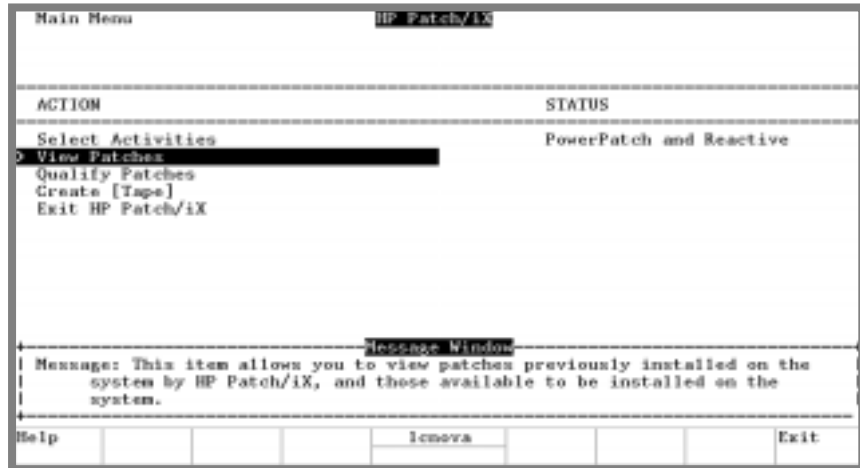 Main Menu HP Patch/iX
ACTION STATUS
Select Activities PowerPatch and Reactive
> View Patches
Qualify Patches
Create [Tape]
Exit HP Patch/iX
Message Window
Message: This item allows you to view patches previously installed on the
system by HP Patch/iX, and those available to be installed on the
system.
Help lcnova Exit